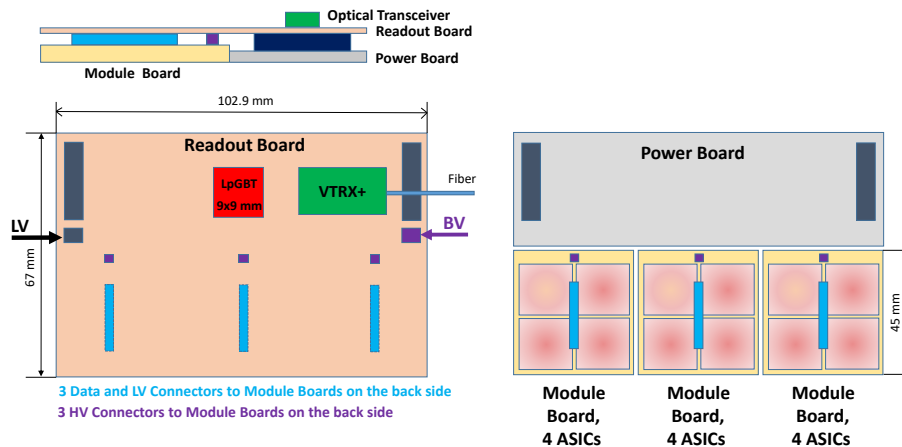 Optical Transceiver
Readout Board
Power Board
Module Board
102.9 mm
Readout Board
LpGBT
9x9 mm
VTRX+
Fiber
LV
BV
67 mm
3 Data and LV Connectors to Module Boards on the back side
3 HV Connectors to Module Boards on the back side
Power Board
45 mm
Module
Board,
4 ASICs
Module
Board,
4 ASICs
Module
Board,
4 ASICs